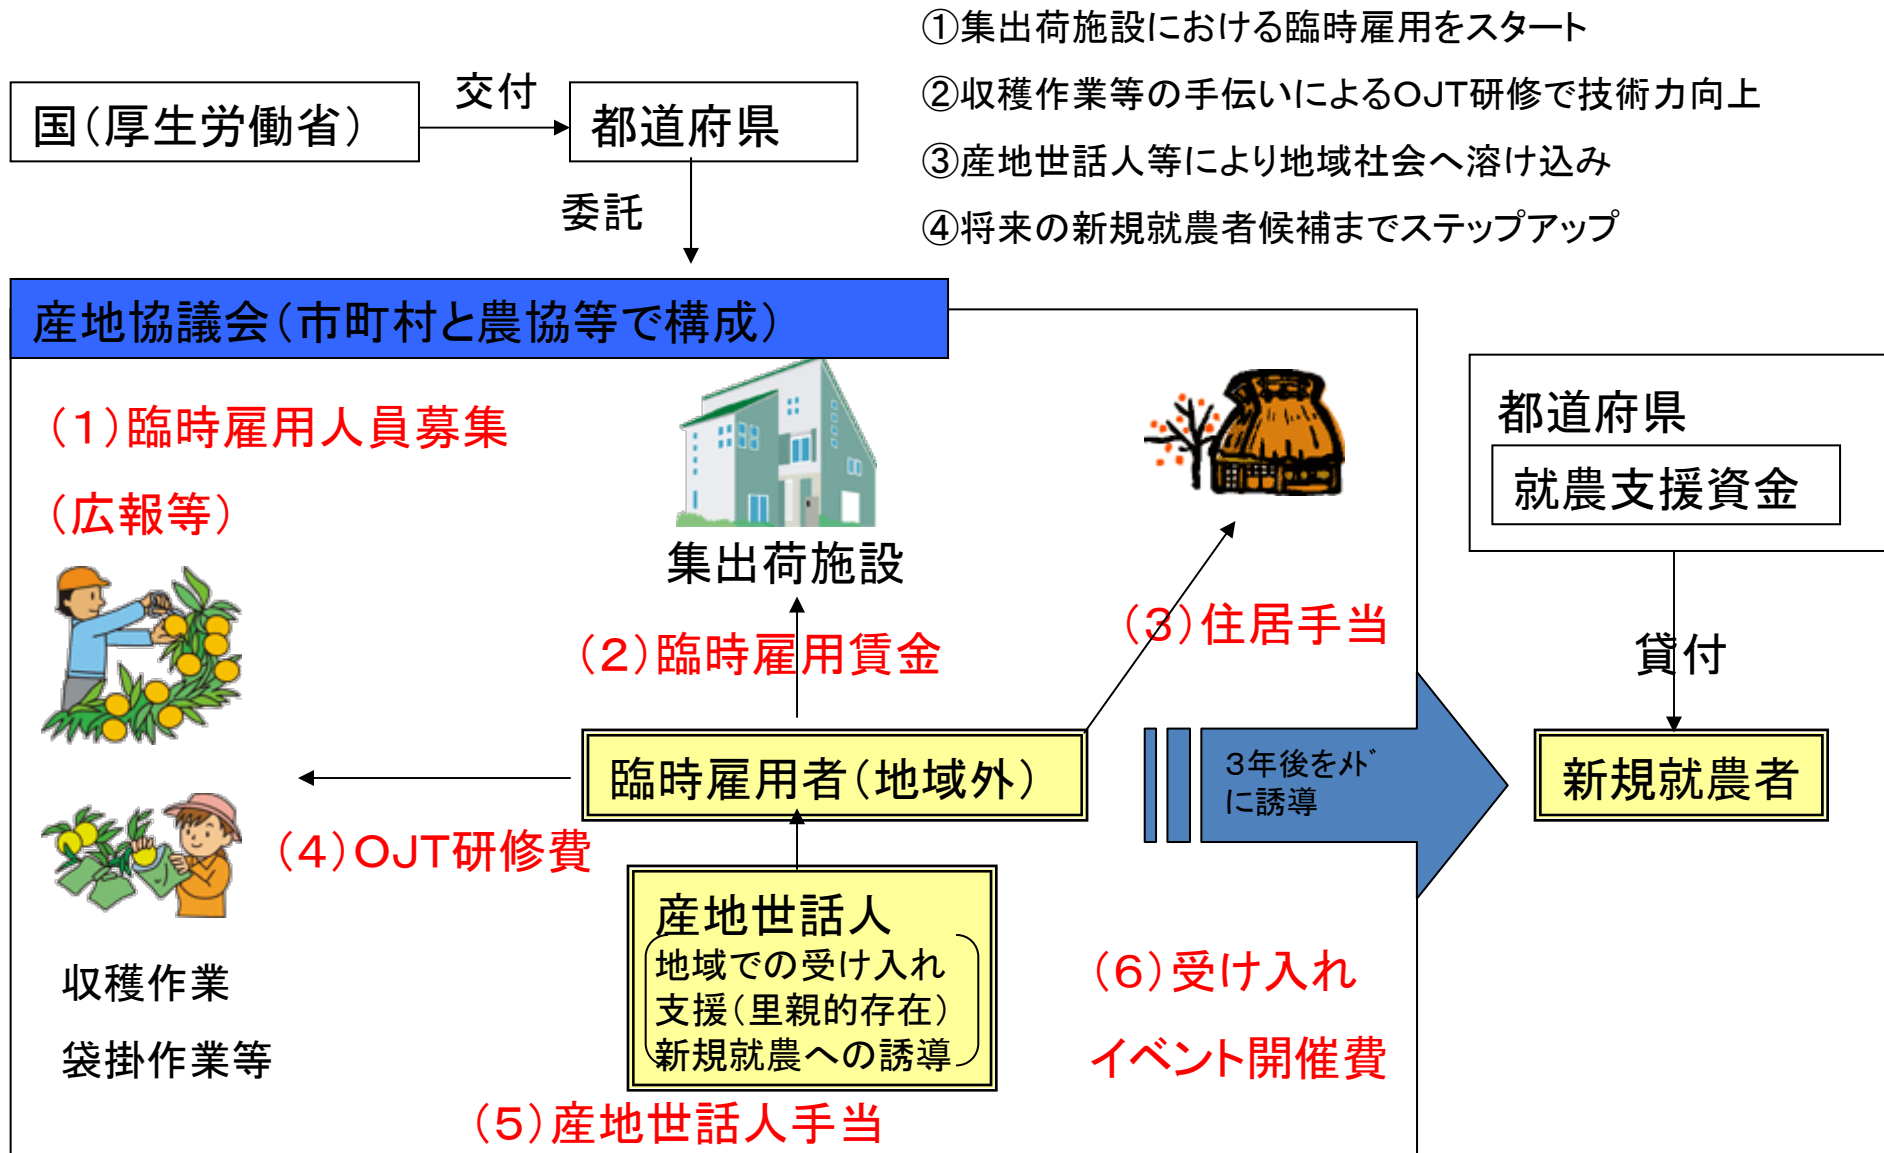 ①集出荷施設における臨時雇用をスタート
②収穫作業等の手伝いによるOJT研修で技術力向上
③産地世話人等により地域社会へ溶け込み
④将来の新規就農者候補までステップアップ
国(厚生労働省)
交付
都道府県
委託
産地協議会(市町村と農協等で構成)
(1)臨時雇用人員募集
(広報等)
集出荷施設
(2)臨時雇用賃金
(3)住居手当
都道府県
就農支援資金
貸付
臨時雇用者(地域外)
3年後をメド
に誘導
新規就農者
(4)OJT研修費
収穫作業
袋掛作業等
産地世話人
地域での受け入れ
支援(里親的存在)
新規就農への誘導
(5)産地世話人手当
(6)受け入れ
イベント開催費